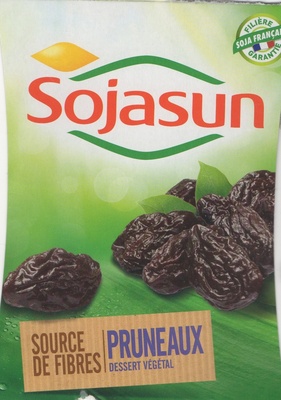 FILIÈRE
SOJA FRANÇAIS
GARANTIE
Sojasun
SOURCE
DE FIBRES
PRUNEAUX
DESSERT VÉGÉTAL